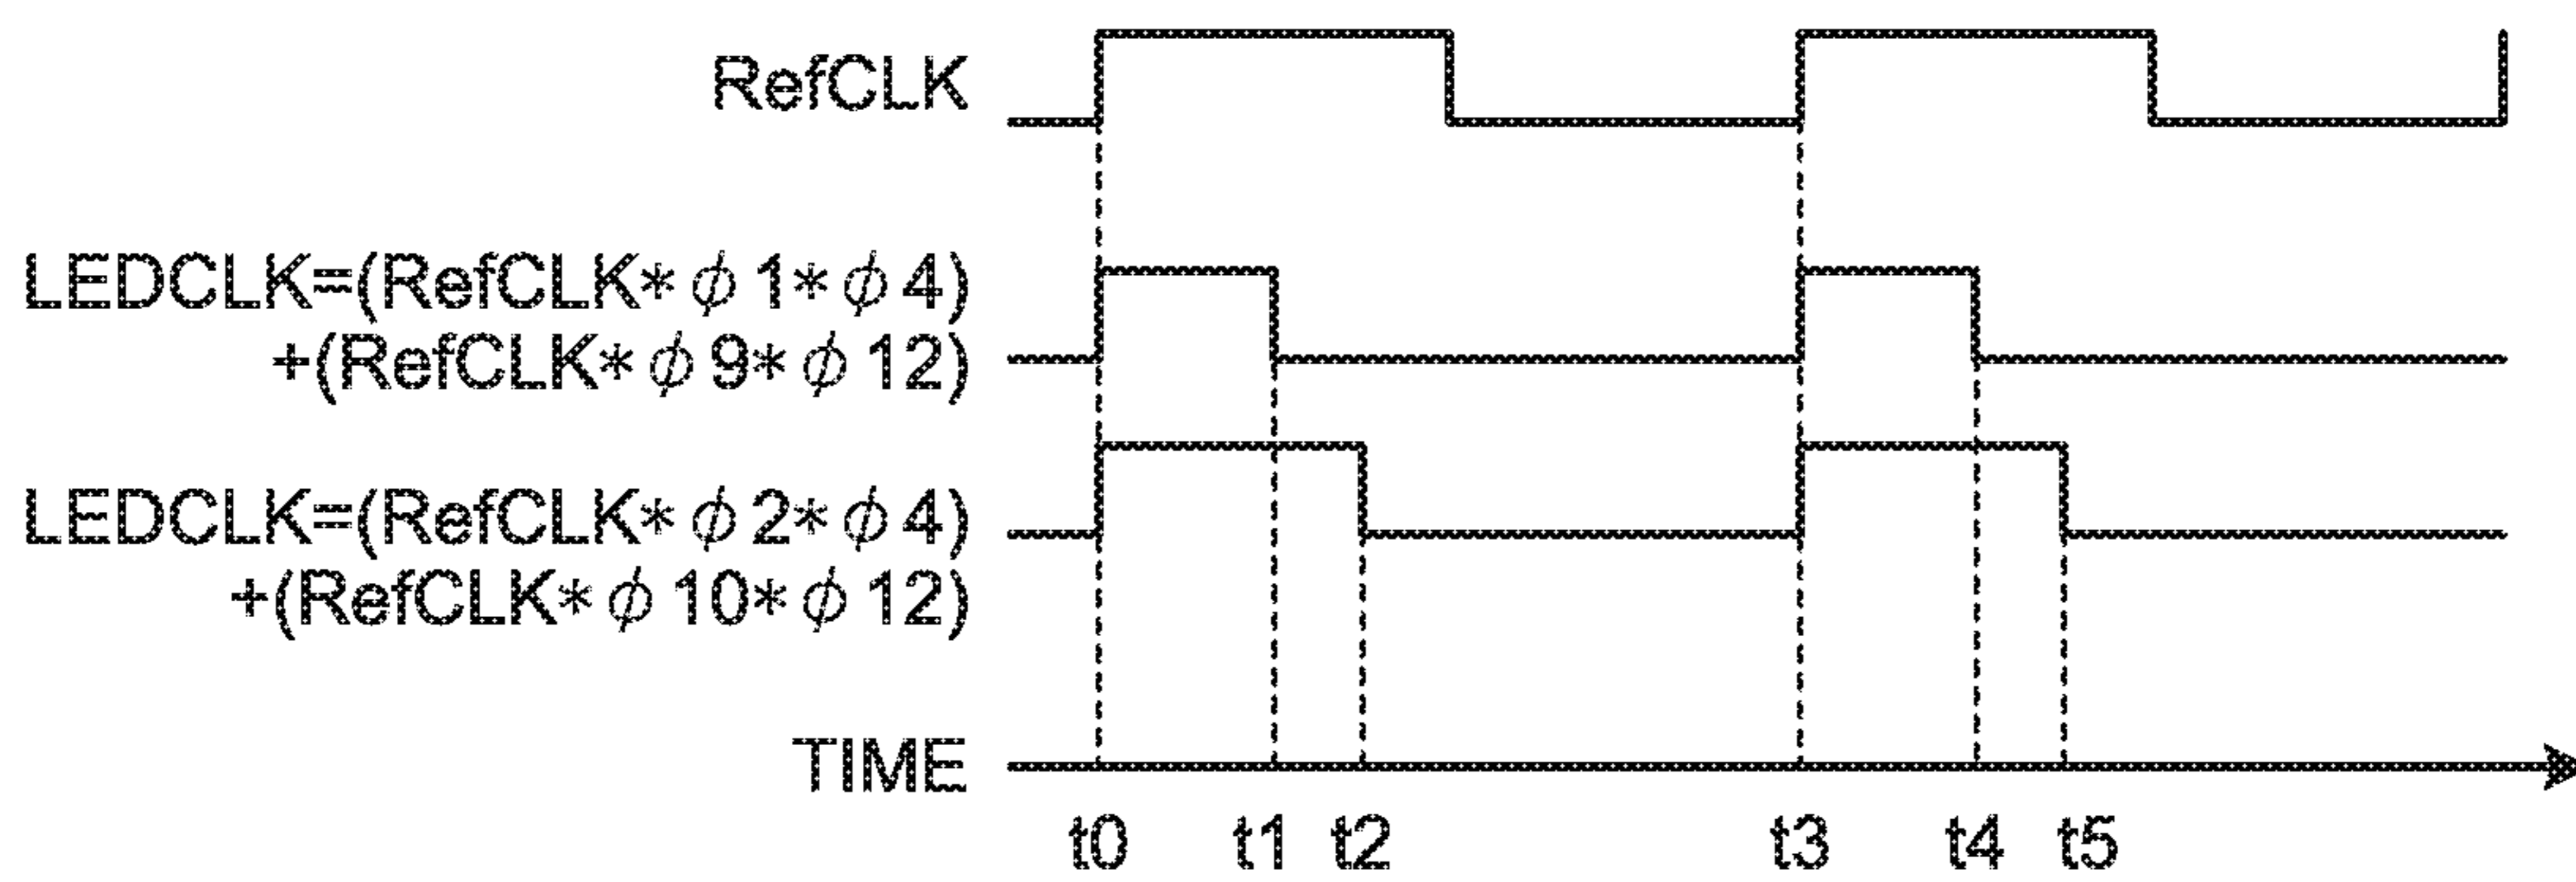 RefCLK
LEDCLK=(RefCLK*ϕ1*ϕ4)
+(RefCLK*ϕ9*ϕ12)
LEDCLK=(RefCLK*ϕ2*ϕ4)
+(RefCLK*ϕ10*ϕ12)
TIME
t0 t1 t2 t3 t4 t5